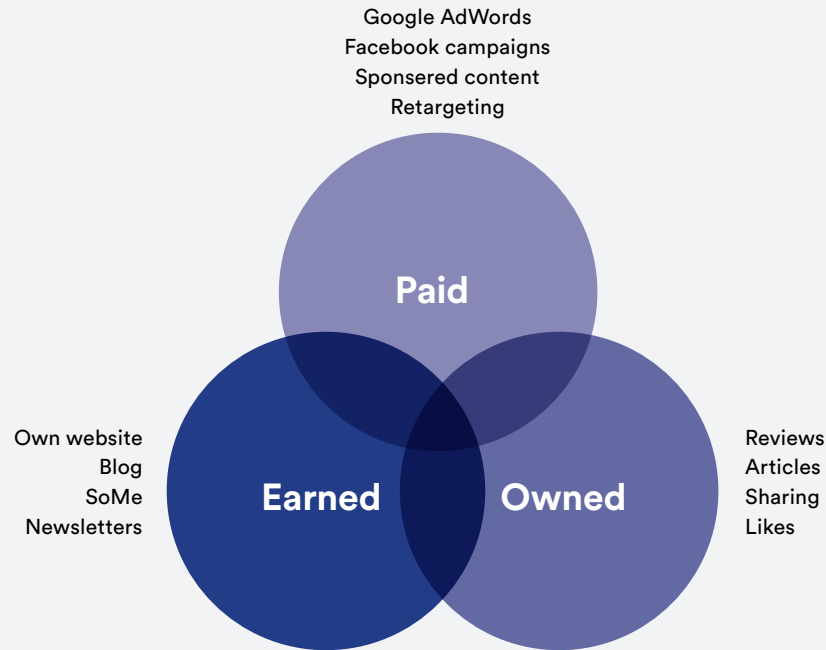 Google AdWords
Facebook campaigns
Sponsered content
Retargeting
Paid
Own website
Blog
SoMe
Newsletters
Earned
Owned
Reviews
Articles
Sharing
Likes